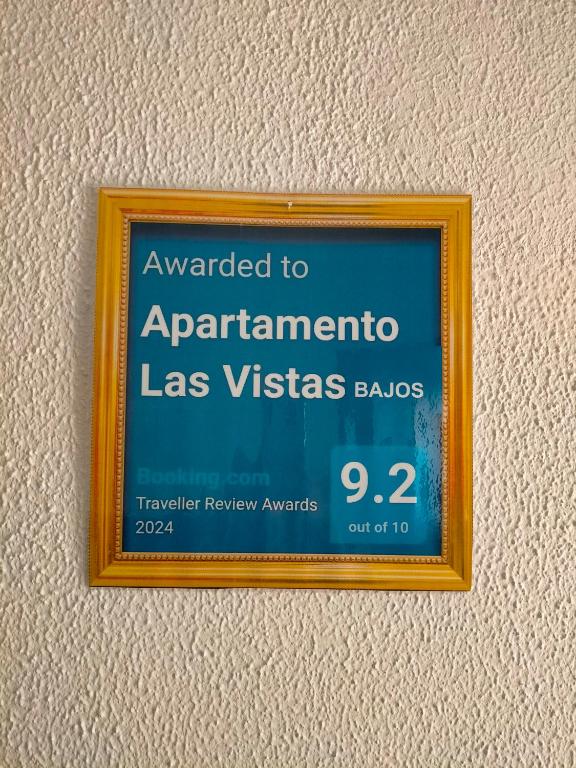 Awarded to
Apartamento
Las Vistas BAJOS
Booking.com
9.2
Traveller Review Awards
2024
out of 10